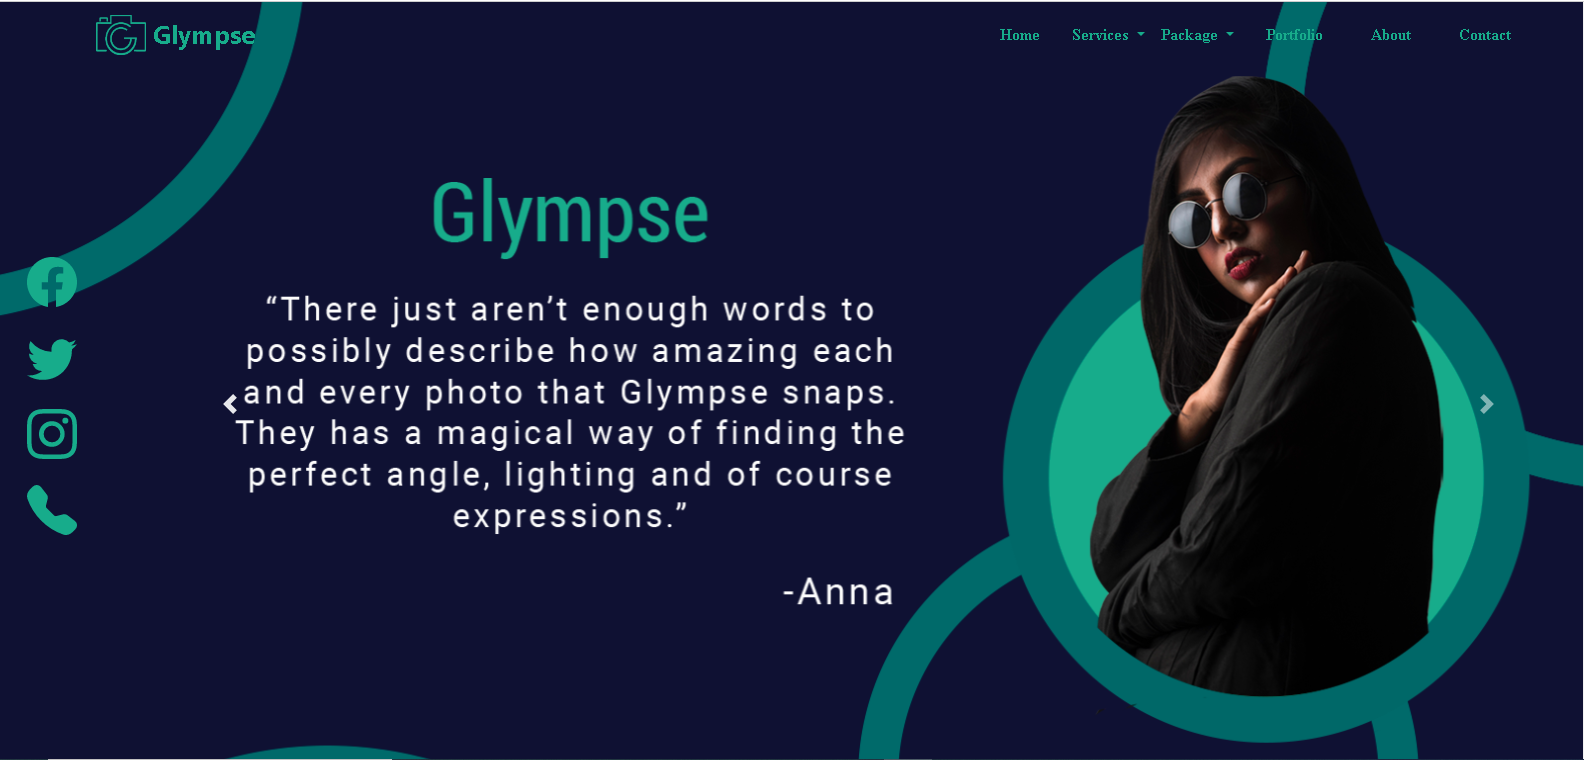 Glympse
Home Services Package Portfolio About Contact
Glympse
“There just aren’t enough words to
possibly describe how amazing each
and every photo that Glympse snaps.
They has a magical way of finding the
perfect angle, lighting and of course
expressions.”
-Anna